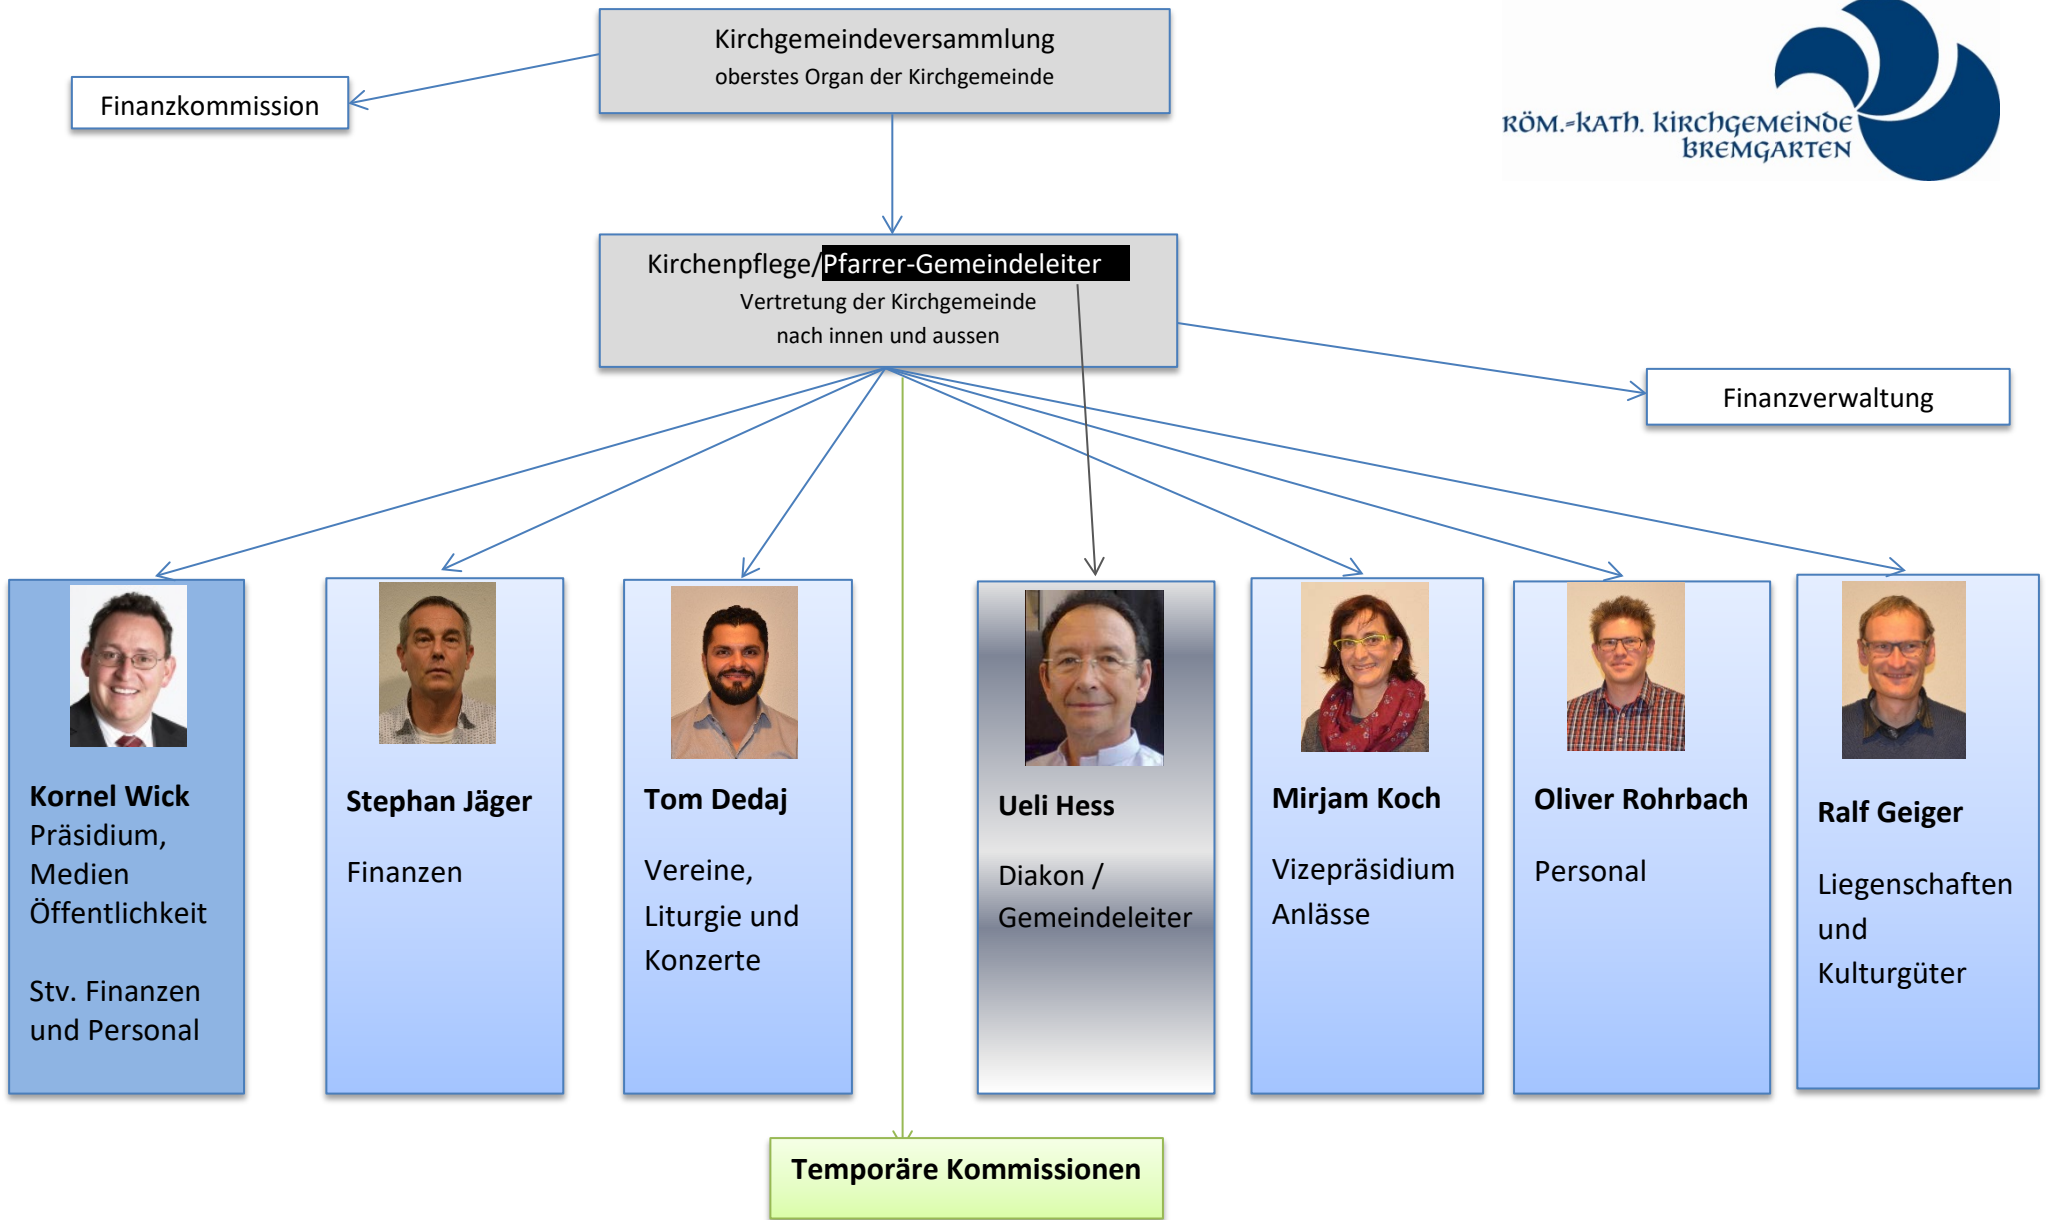 Kirchgemeindeversammlung
oberstes Organ der Kirchgemeinde
Finanzkommission
RÖM.-KATH. KIRCHGEMEINDE
BREMGARTEN
Kirchenpflege/Pfarrer-Gemeindeleiter
Vertretung der Kirchgemeinde
nach innen und aussen
Finanzverwaltung
Kornel Wick
Präsidium,
Medien
Öffentlichkeit
Stv. Finanzen
und Personal
Stephan Jäger
Finanzen
Tom Dedaj
Vereine,
Liturgie und
Konzerte
Ueli Hess
Diakon /
Gemeindeleiter
Mirjam Koch
Vizepräsidium
Anlässe
Oliver Rohrbach
Personal
Ralf Geiger
Liegenschaften
und
Kulturgüter
Temporäre Kommissionen